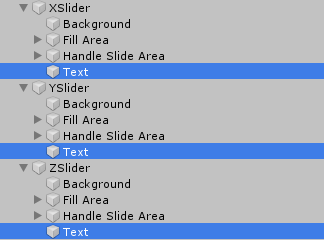 XSlider
Background
Fill Area
Handle Slide Area
Text
YSlider
Background
Fill Area
Handle Slide Area
Text
ZSlider
Background
Fill Area
Handle Slide Area
Text